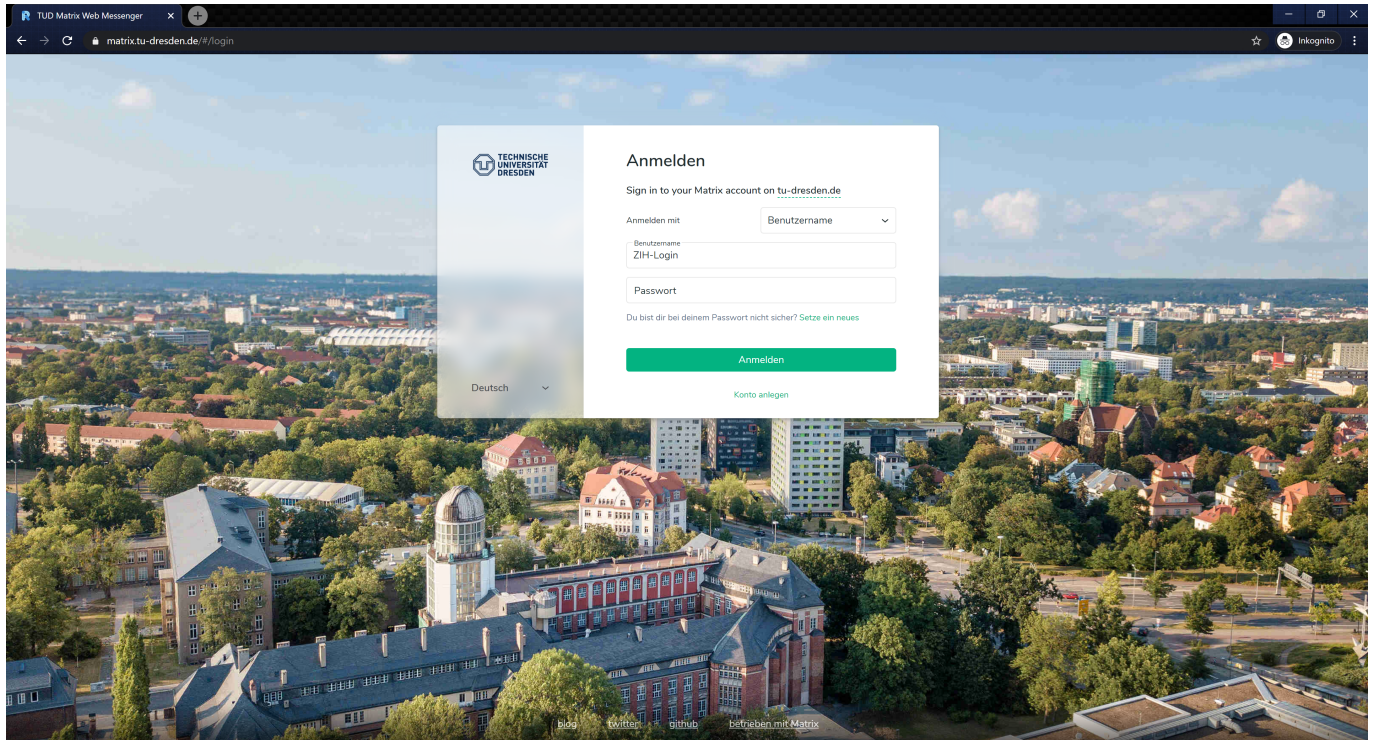 TUD Matrix Web Messenger
matrix.tu-dresden.de/#/login
Inkognito
TECHNISCHE
UNIVERSITÄT
DRESDEN
Deutsch
Anmelden
Sign in to your Matrix account on tu-dresden.de
Anmelden mit
Benutzername
Benutzername
ZIH-Login
Passwort
Du bist dir bei deinem Passwort nicht sicher? Setze ein neues
Anmelden
Konto anlegen
blog twitter github betrieben mit Matrix